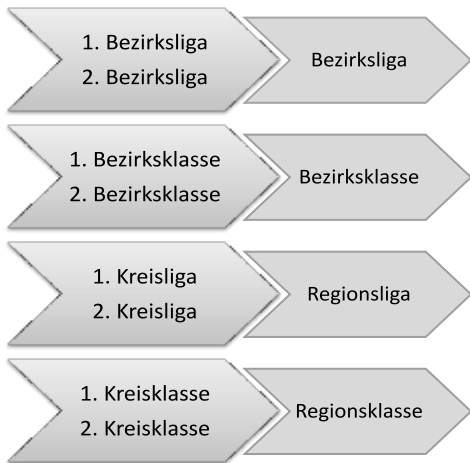 1. Bezirksliga
2. Bezirksliga
Bezirksliga
1. Bezirksklasse
2. Bezirksklasse
Bezirksklasse
1. Kreisliga
2. Kreisliga
Regionsliga
1. Kreisklasse
2. Kreisklasse
Regionsklasse